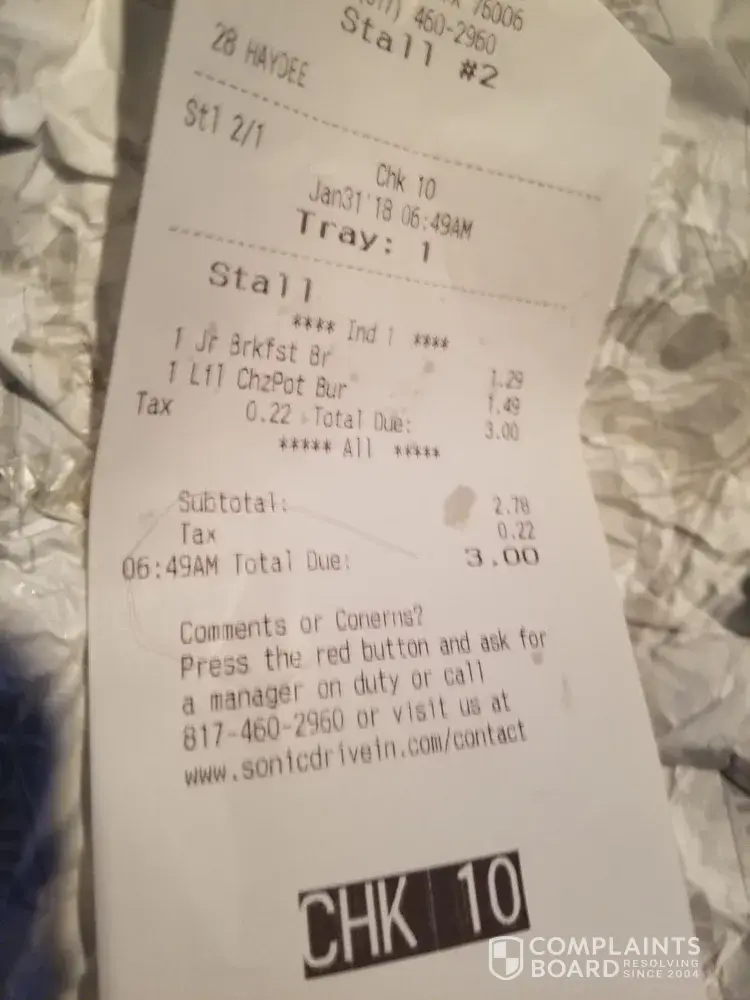 76006
460-2960
Stall #2
28 HAYDEE
Stl 2/1
Chk 10
Jan31'18 06:49AM
Tray: 1
Stall
**** Ind 1 ****
1 Jr Brkfst Br 1.29
1 Lfl ChzPot Bur 1.49
Tax 0.22 Total Due: 3.00
***** All *****
Subtotal: 2.78
Tax 0.22
06:49AM Total Due: 3.00
Comments or Conerns?
Press the red button and ask for
a manager on duty or call
817-460-2960 or visit us at
www.sonicdrivein.com/contact
CHK 10
COMPLAINTS
BOARD RESOLVING
SINCE 2004